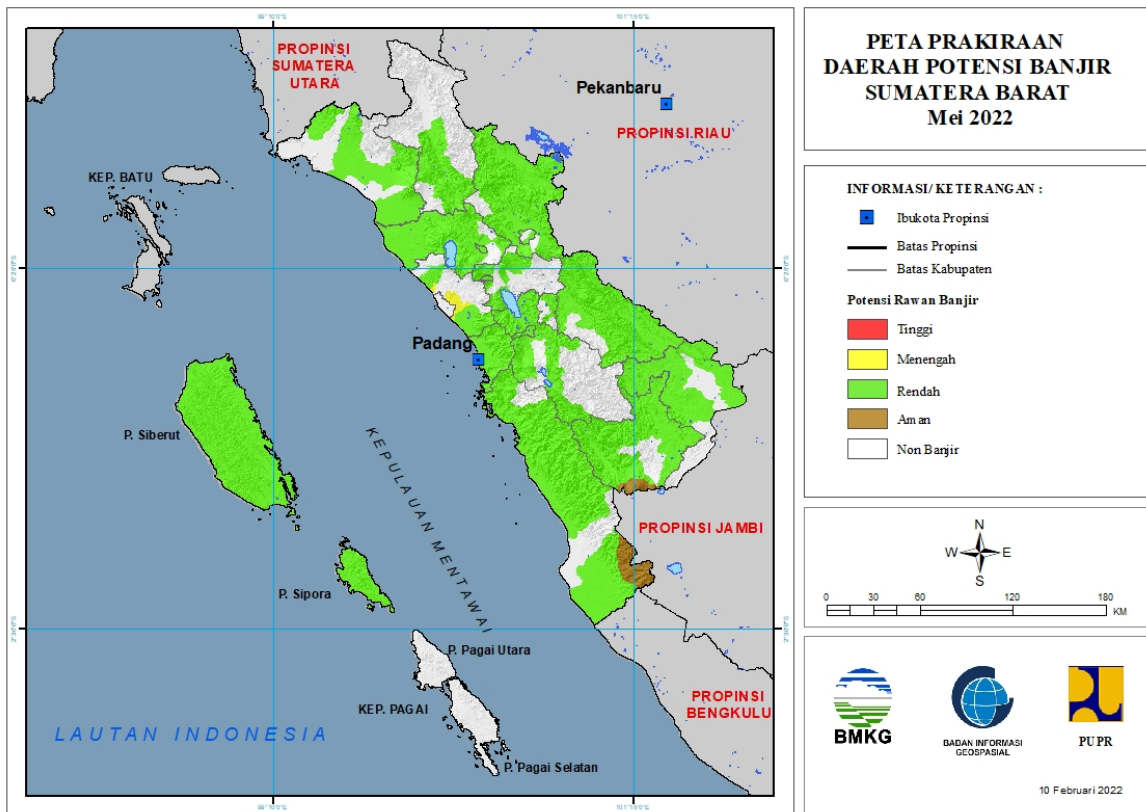 PETA PRAKIRAAN
DAERAH POTENSI BANJIR
SUMATERA BARAT
Mei 2022
INFORMASI/ KETERANGAN :
Ibukota Propinsi
Batas Propinsi
Batas Kabupaten
Potensi Rawan Banjir
Tinggi
Menengah
Rendah
Aman
Non Banjir
N
W E
S
0 30 60 120 180
KM
BMKG
BADAN INFORMASI
GEOSPASIAL
PUPR
10 Februari 2022
PROPINSI
SUMATERA
UTARA
Pekanbaru
PROPINSI RIAU
KEP. BATU
Padang
P. Siberut
KEPULAUAN MENTAWAI
PROPINSI JAMBI
P. Sipora
P. Pagai Utara
KEP. PAGAI
P. Pagai Selatan
PROPINSI
BENGKULU
LAUTAN INDONESIA